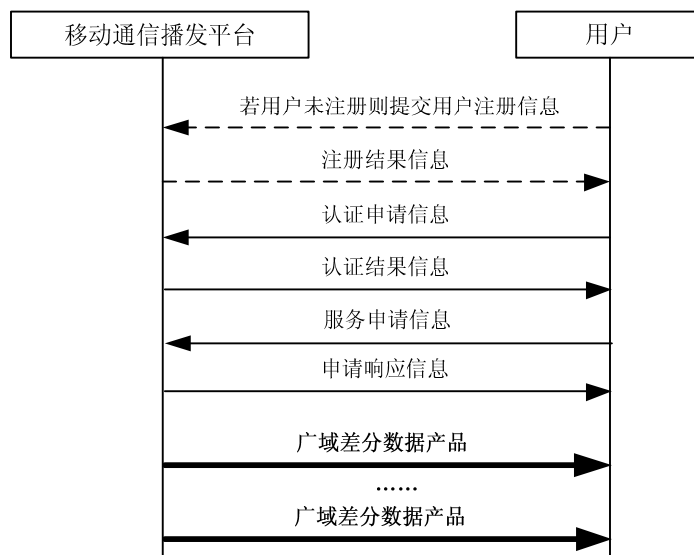 移动通信播发平台
用户
若用户未注册则提交用户注册信息
注册结果信息
认证申请信息
认证结果信息
服务申请信息
申请响应信息
广域差分数据产品
……
广域差分数据产品